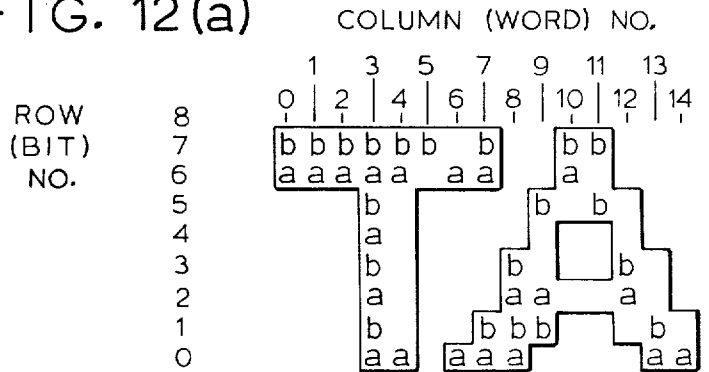 FIG. 12(a)
COLUMN (WORD) NO.
1 3 5 7 9 11 13
0 2 4 6 8 10 12 14
ROW 8
(BIT) 7 b b b b b b b b b
NO. 6 a a a a a a a a
5 b b b
4 a
3 b b b
2 a a a a
1 b b b b b
0 a a a a a a a